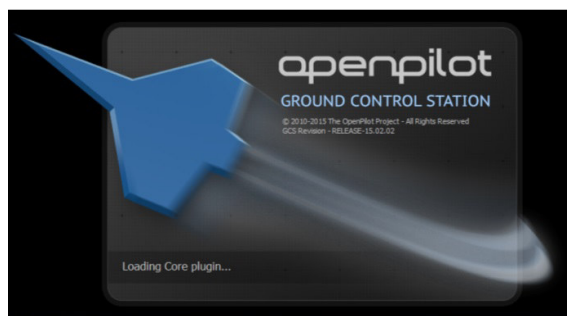 openpilot
GROUND CONTROL STATION
© 2010-2015 The OpenPilot Project - All Rights Reserved
GCS Revision - RELEASE-15.02.02
Loading Core plugin...